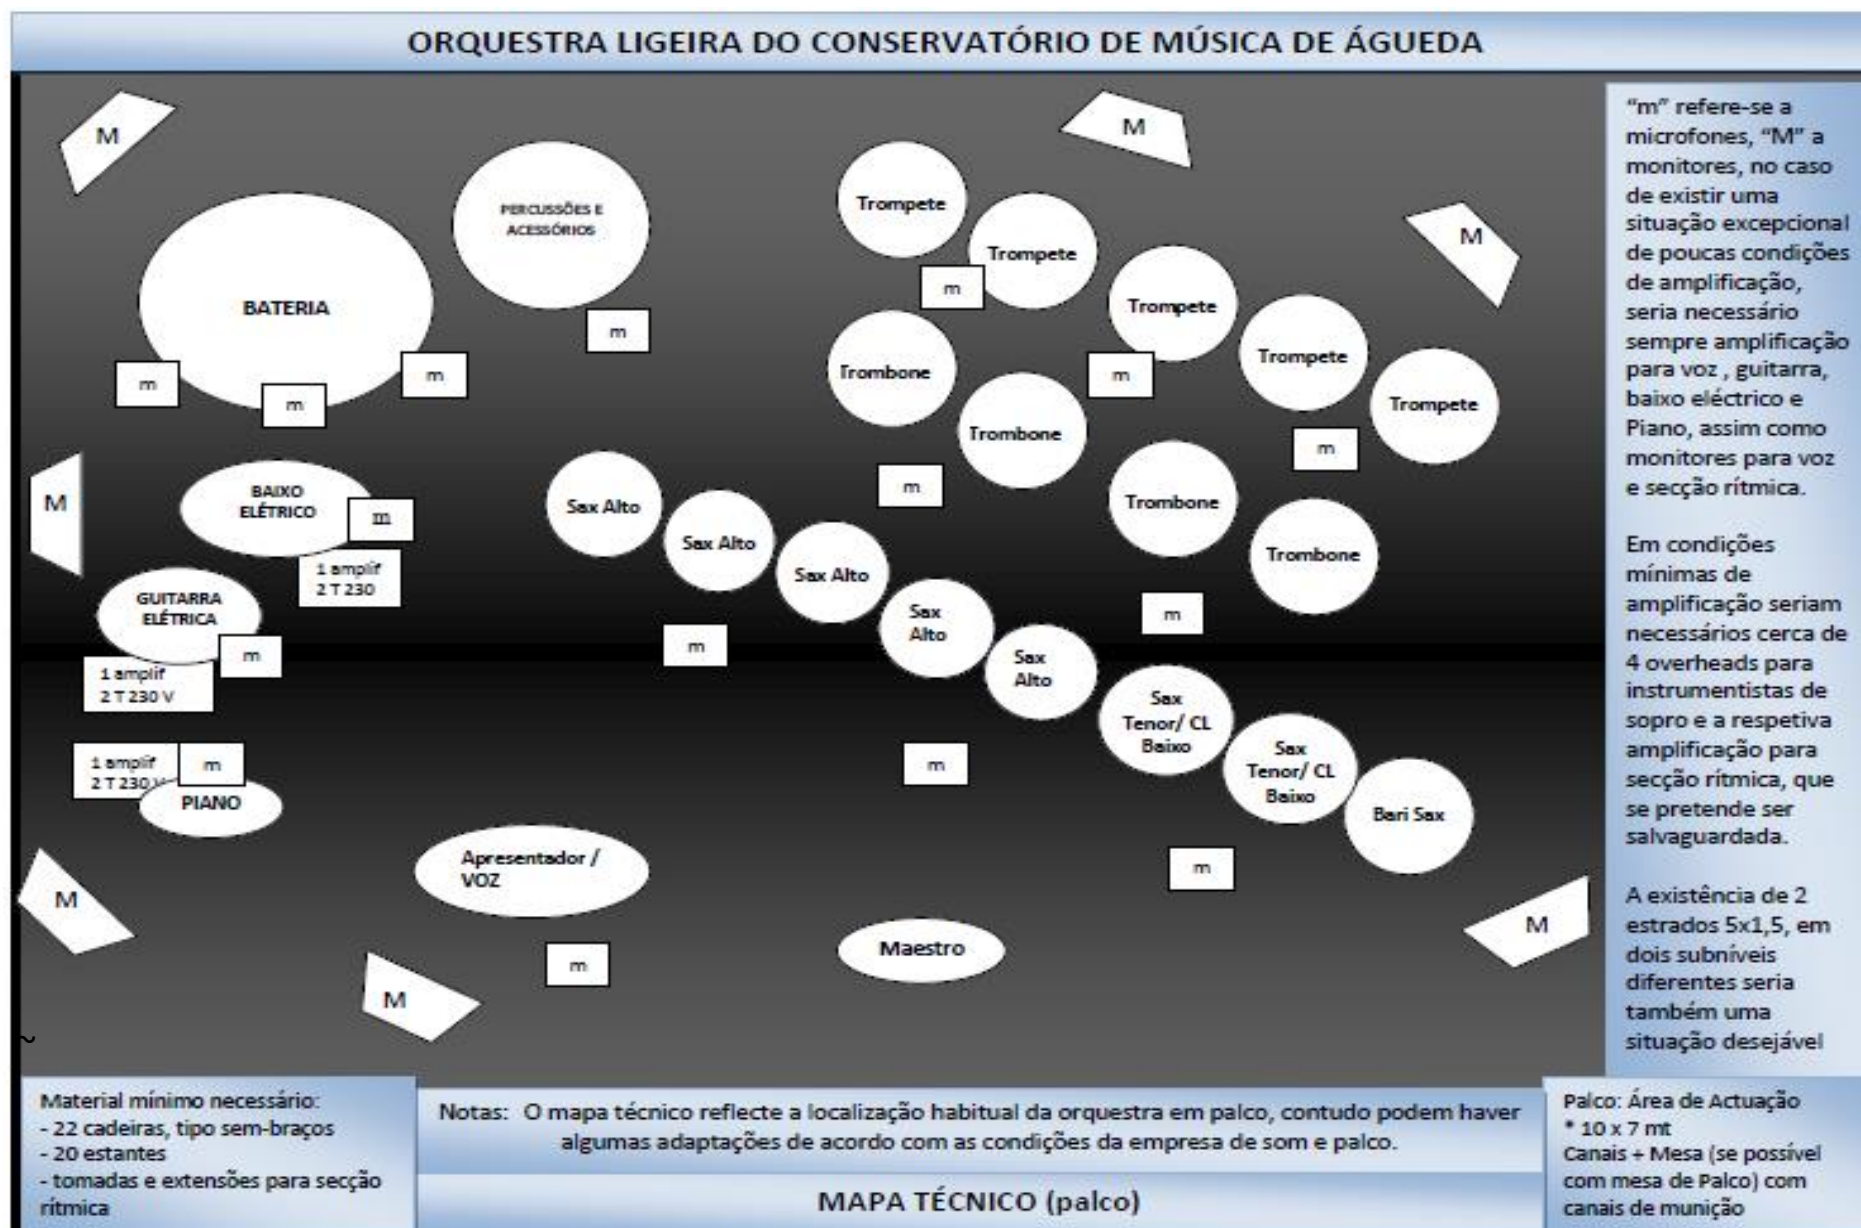 ORQUESTRA LIGEIRA DO CONSERVATÓRIO DE MÚSICA DE ÁGUEDA
M
M
M
PERCUSSÕES E
ACESSÓRIOS
Trompete
Trompete
m
BATERIA
m
Trompete
Trompete
Trompete
m
m
m
m
m
m
Trombone
Trombone
m
Trombone
Trombone
m
M
BAIXO
ELÉTRICO
m
1 amplif
2 T 230
GUITARRA
ELÉTRICA
m
1 amplif
2 T 230 V
Sax Alto
Sax Alto
Sax Alto
Sax
Alto
Sax
Alto
m
m
Sax
Tenor/ CL
Baixo
Sax
Tenor/ CL
Baixo
Bari Sax
m
1 amplif
2 T 230 V
m
PIANO
M
Apresentador /
VOZ
m
M
Maestro
M
~
"m" refere-se a
microfones, "M" a
monitores, no caso
de existir uma
situação excepcional
de poucas condições
de amplificação,
seria necessário
sempre amplificação
para voz , guitarra,
baixo eléctrico e
Piano, assim como
monitores para voz
e secção rítmica.
Em condições
mínimas de
amplificação seriam
necessários cerca de
4 overheads para
instrumentistas de
sopro e a respetiva
amplificação para
secção rítmica, que
se pretende ser
salvaguardada.
A existência de 2
estrados 5x1,5, em
dois subníveis
diferentes seria
também uma
situação desejável
Material mínimo necessário:
- 22 cadeiras, tipo sem-braços
- 20 estantes
- tomadas e extensões para secção
rítmica
Notas: O mapa técnico reflecte a localização habitual da orquestra em palco, contudo podem haver
algumas adaptações de acordo com as condições da empresa de som e palco.
MAPA TÉCNICO (palco)
Palco: Área de Actuação
* 10 x 7 mt
Canais + Mesa (se possível
com mesa de Palco) com
canais de munição